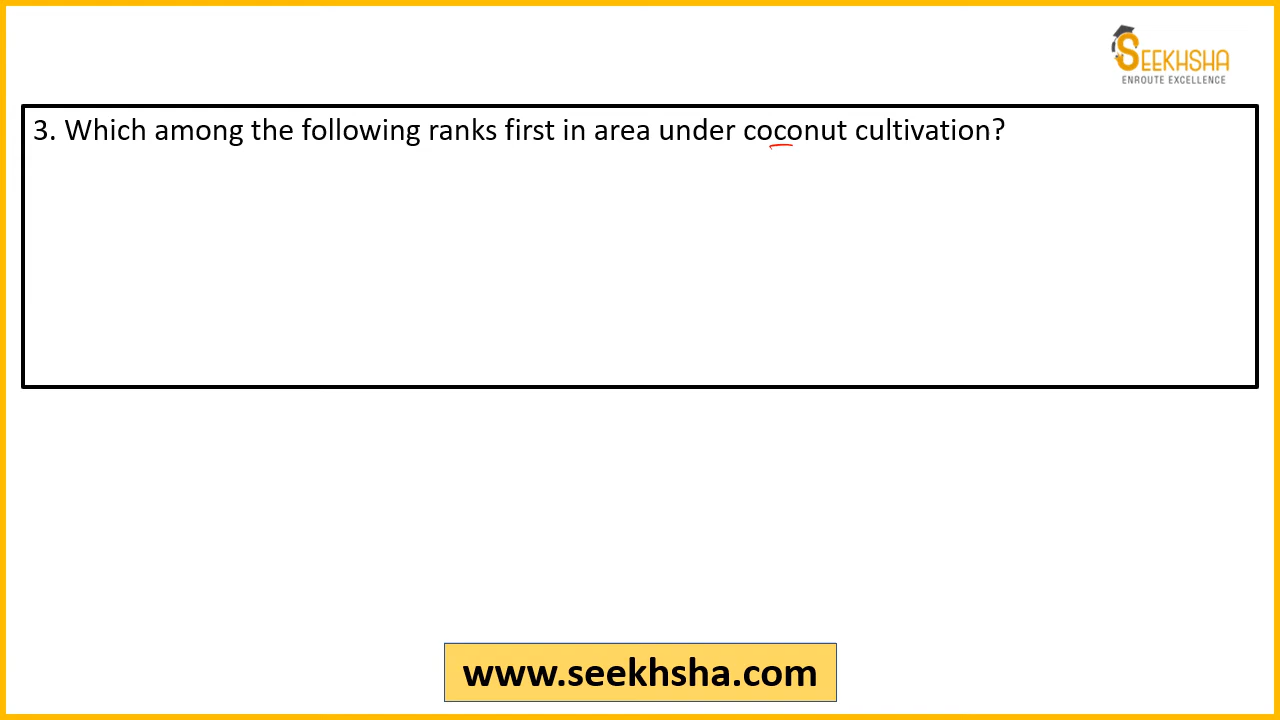 SEEKHSHA
ENROUTE EXCELLENCE
3. Which among the following ranks first in area under coconut cultivation?
www.seekhsha.com